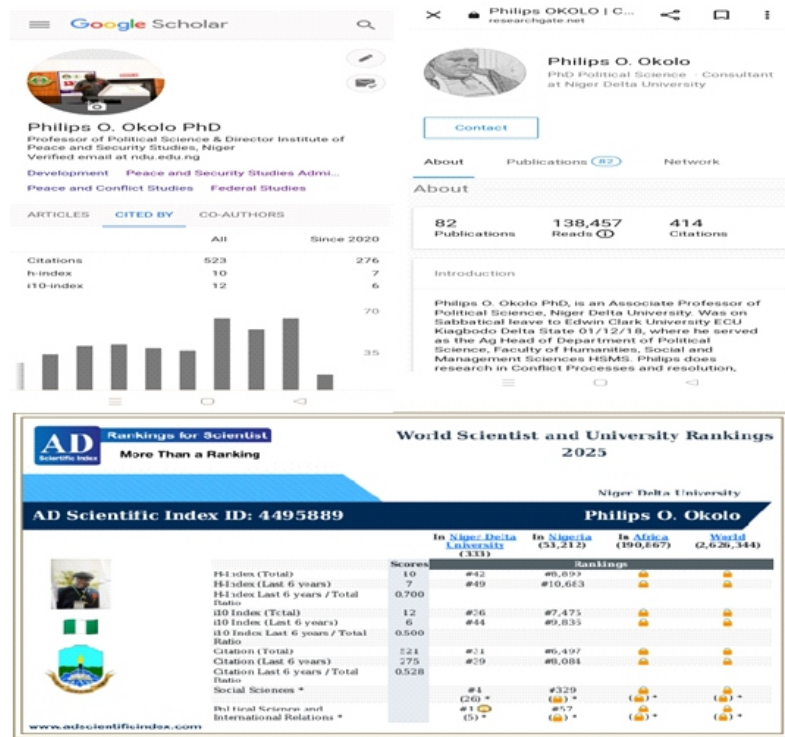 Google Scholar
Philips O. Okolo PhD
Professor of Political Science & Director Institute of
Peace and Security Studies, Niger
Verified email at ndu.edu.ng
Development Peace and Security Studies Admi...
Peace and Conflict Studies Federal Studies
ARTICLES CITED BY CO-AUTHORS
All Since 2020
Citations 523 276
h-index 10 7
i10-index 12 6
70
35
Philips OKOLO | C...
researchgate.net
Philips O. Okolo
PhD Political Science · Consultant
at Niger Delta University
Contact
About Publications 82 Network
About
82 138,457 414
Publications Reads Citations
Introduction
Philips O. Okolo PhD, is an Associate Professor of
Political Science, Niger Delta University. Was on
Sabbatical leave to Edwin Clark University ECU
Kiagbodo Delta State 01/12/18, where he served
as the Ag Head of Department of Political
Science, Faculty of Humanities, Social and
Management Sciences HSMS. Philips does
research in Conflict Processes and resolution,
AD
Scientific Index
Rankings for Scientist
More Than a Ranking
World Scientist and University Rankings
2025
Niger Delta University
AD Scientific Index ID: 4495889 Philips O. Okolo
In Niger Delta University (333) In Nigeria (53,212) In Africa (190,867) World (2,626,344)
Scores Rankings
H-Index (Total) 10 #42 #8,899
H-Index (Last 6 years) 7 #49 #10,683
H-Index Last 6 years / Total Ratio 0.700
i10 Index (Total) 12 #26 #7,475
i10 Index (Last 6 years) 6 #44 #9,836
i10 Index Last 6 years / Total Ratio 0.500
Citation (Total) 521 #21 #6,497
Citation (Last 6 years) 275 #29 #8,084
Citation Last 6 years / Total Ratio 0.528
Social Sciences * #4 (26) * #329 ( ) * ( ) * ( ) *
Political Science and International Relations * #1 (5) * #57 ( ) * ( ) * ( ) *
www.adscientificindex.com